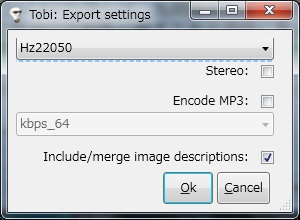 Tobi: Export settings
Hz22050
Stereo:
Encode MP3:
kbps_64
Include/merge image descriptions:
Ok Cancel